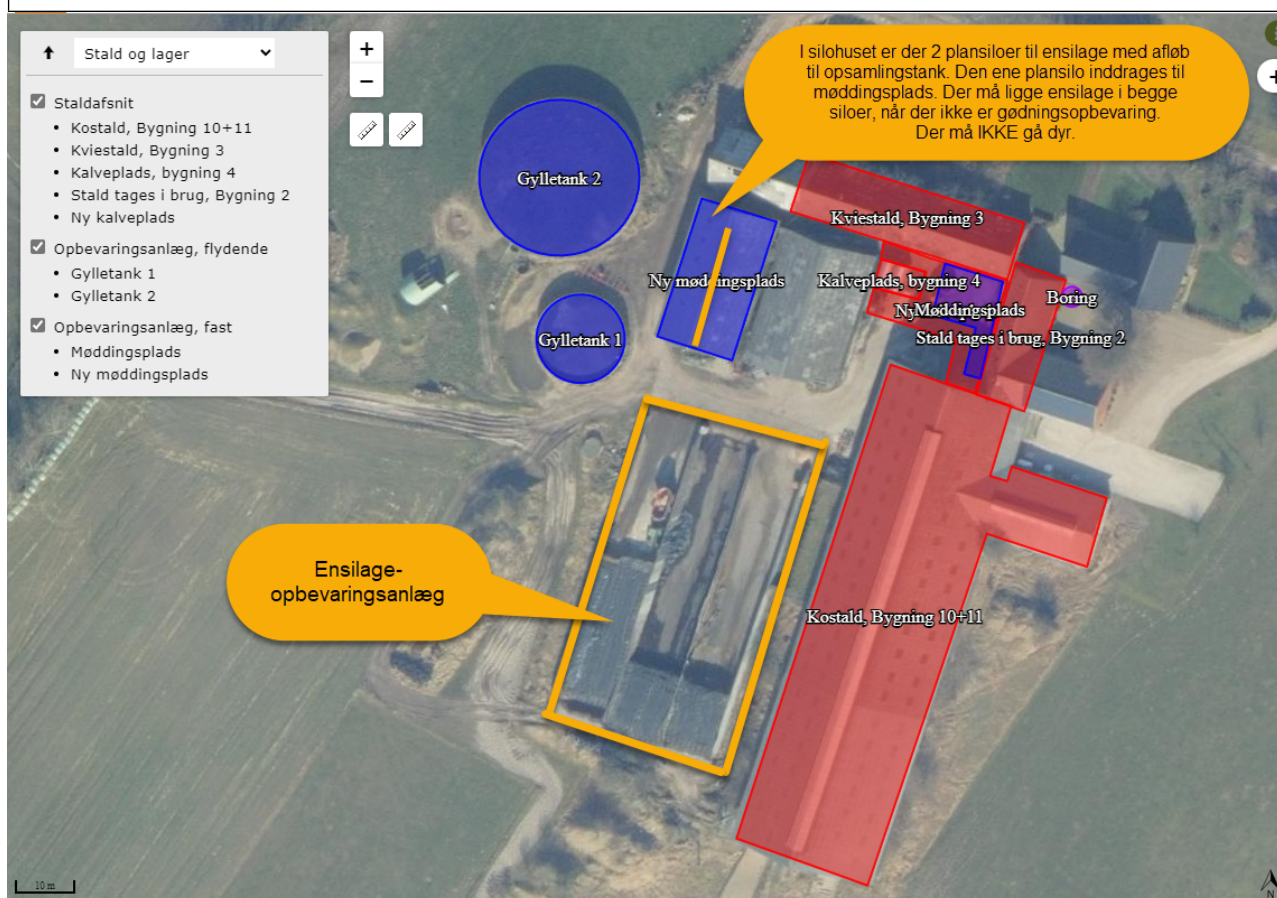 Stald og lager
Staldafsnit
Kostald, Bygning 10+11
Kviestald, Bygning 3
Kalveplads, bygning 4
Stald tages i brug, Bygning 2
Ny kalveplads
Opbevaringsanlæg, flydende
Gylletank 1
Gylletank 2
Opbevaringsanlæg, fast
Møddingsplads
Ny møddingsplads
+
−
I silohuset er der 2 plansiloer til ensilage med afløb
til opsamlingstank. Den ene plansilo inddrages til
møddingsplads. Der må ligge ensilage i begge
siloer, når der ikke er gødningsopbevaring.
Der må IKKE gå dyr.
Gylletank 2
Kviestald, Bygning 3
Ny møddingsplads
Kalveplads, bygning 4
Boring
Ny
Møddingsplads
Gylletank 1
Stald tages i brug, Bygning 2
Ensilage-
opbevaringsanlæg
Kostald, Bygning 10+11
10 m
N